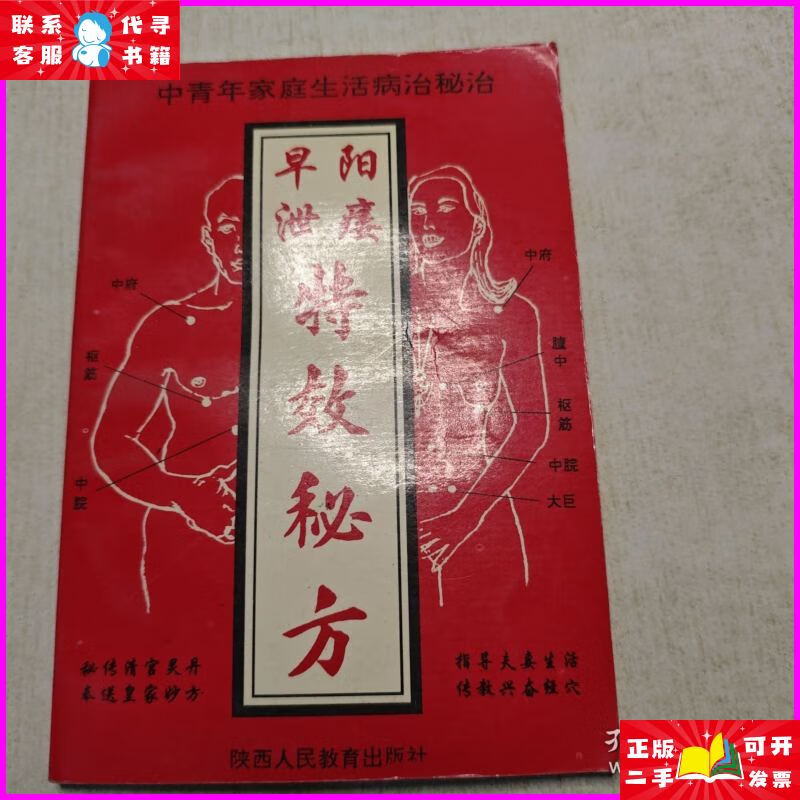 联系 代寻
客服 书籍
中青年家庭生活病治秘治
早 阳
泄 痿
特效秘方
中府
枢筋
中脘
中府
膻中
枢筋
中脘
大巨
秘传清宫灵丹
奉送皇家妙方
指导夫妻生活
传教兴奋经穴
陕西人民教育出版社
正版 可开
二手 发票